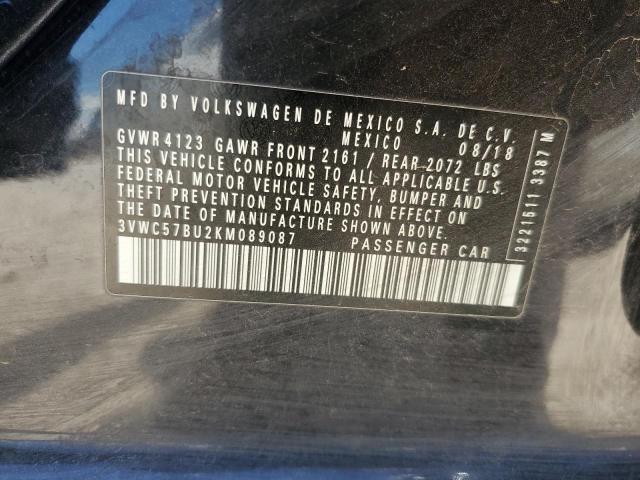 MFD BY VOLKSWAGEN DE MEXICO S.A. DE C.V.
MEXICO 08/18
GVWR 4123 GAWR FRONT 2161 / REAR 2072 LBS
THIS VEHICLE CONFORMS TO ALL APPLICABLE U.S.
FEDERAL MOTOR VEHICLE SAFETY, BUMPER AND
THEFT PREVENTION STANDARDS IN EFFECT ON
THE DATE OF MANUFACTURE SHOWN ABOVE.
3VWC57BU2KM089087 PASSENGER CAR
3221511 3387 M